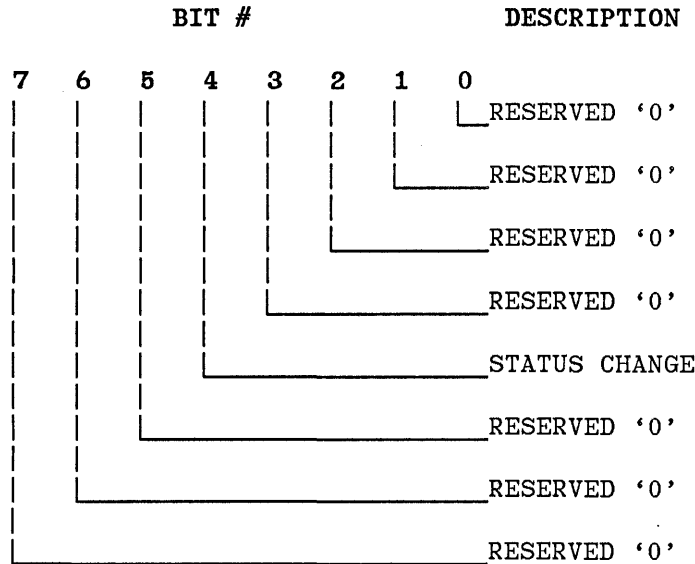 BIT # DESCRIPTION
7 6 5 4 3 2 1 0
RESERVED ‘0’
RESERVED ‘0’
RESERVED ‘0’
RESERVED ‘0’
STATUS CHANGE
RESERVED ‘0’
RESERVED ‘0’
RESERVED ‘0’